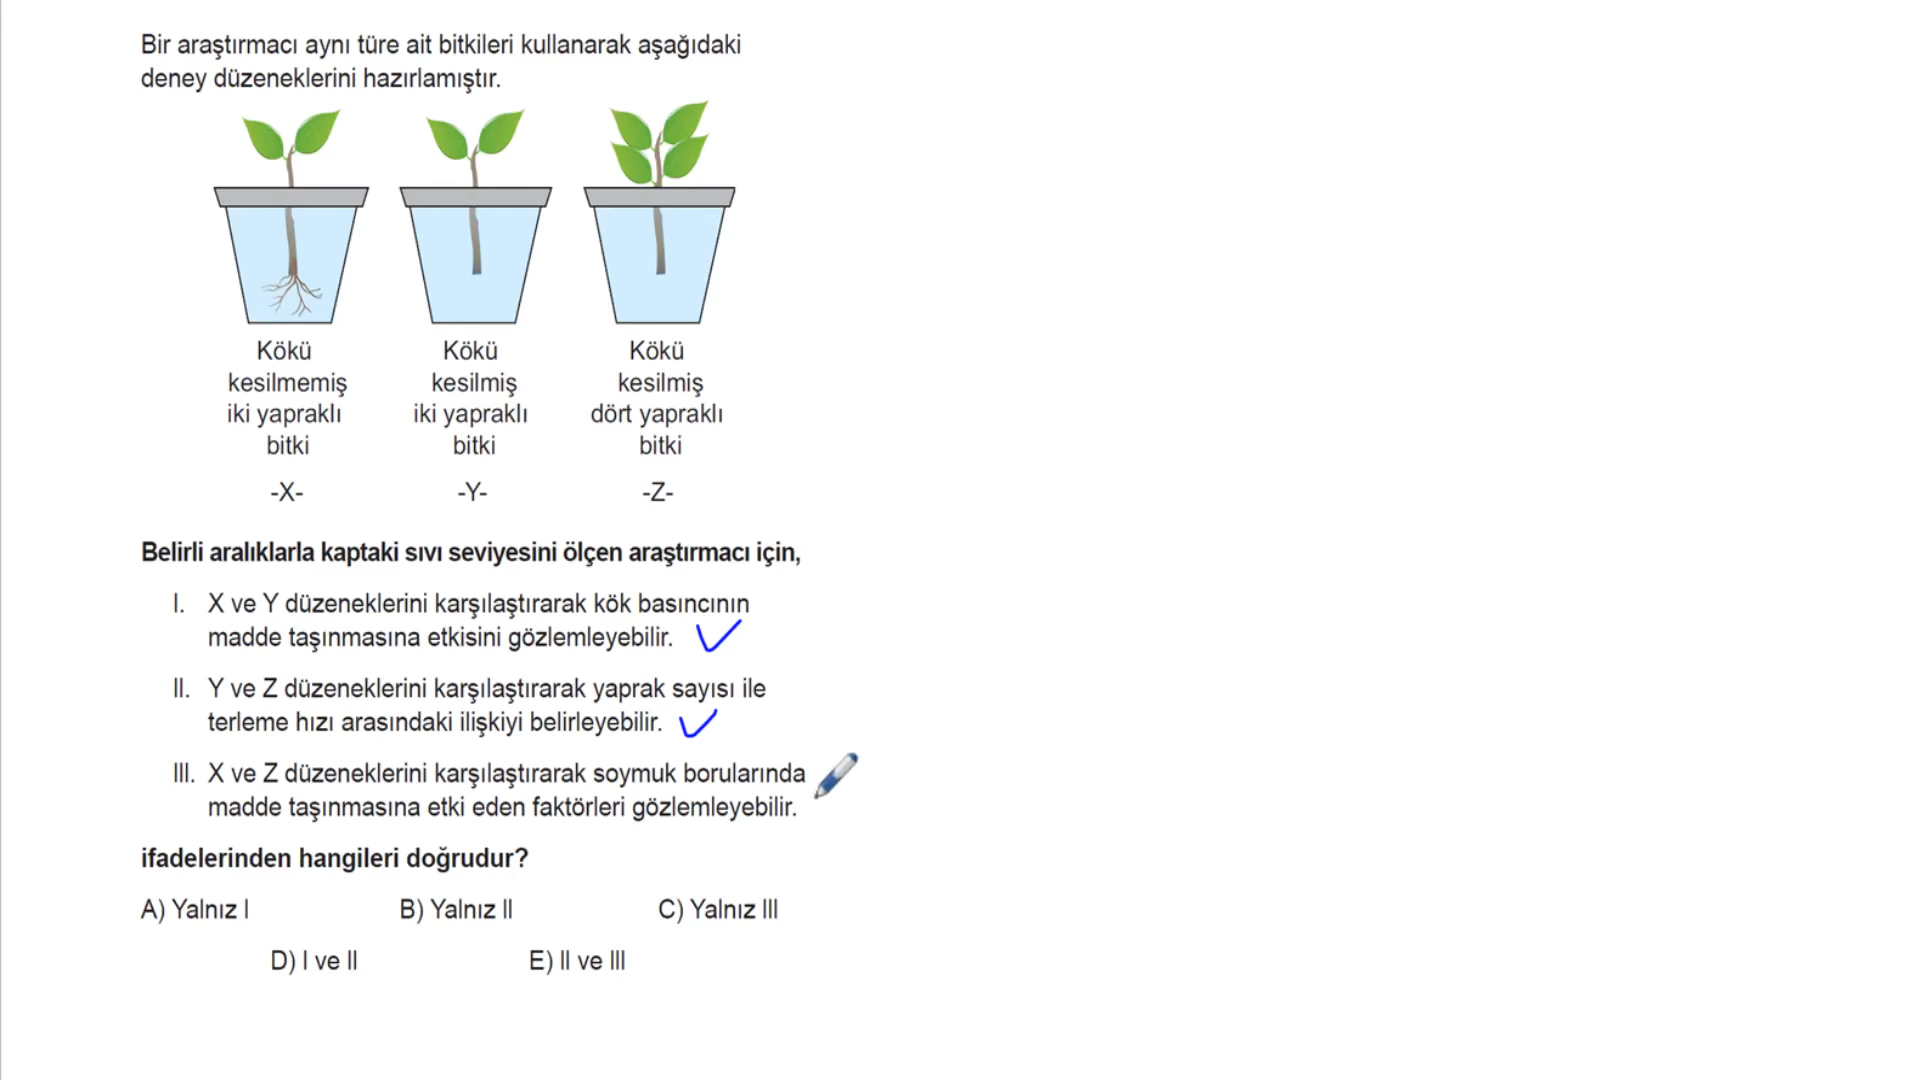 Bir araştırmacı aynı türe ait bitkileri kullanarak aşağıdaki
deney düzeneklerini hazırlamıştır.
Kökü
kesilmemiş
iki yapraklı
bitki
-X-
Kökü
kesilmiş
iki yapraklı
bitki
-Y-
Kökü
kesilmiş
dört yapraklı
bitki
-Z-
Belirli aralıklarla kaptaki sıvı seviyesini ölçen araştırmacı için,
I. X ve Y düzeneklerini karşılaştırarak kök basıncının
madde taşınmasına etkisini gözlemleyebilir.
II. Y ve Z düzeneklerini karşılaştırarak yaprak sayısı ile
terleme hızı arasındaki ilişkiyi belirleyebilir.
III. X ve Z düzeneklerini karşılaştırarak soymuk borularında
madde taşınmasına etki eden faktörleri gözlemleyebilir.
ifadelerinden hangileri doğrudur?
A) Yalnız I B) Yalnız II C) Yalnız III
D) I ve II E) II ve III